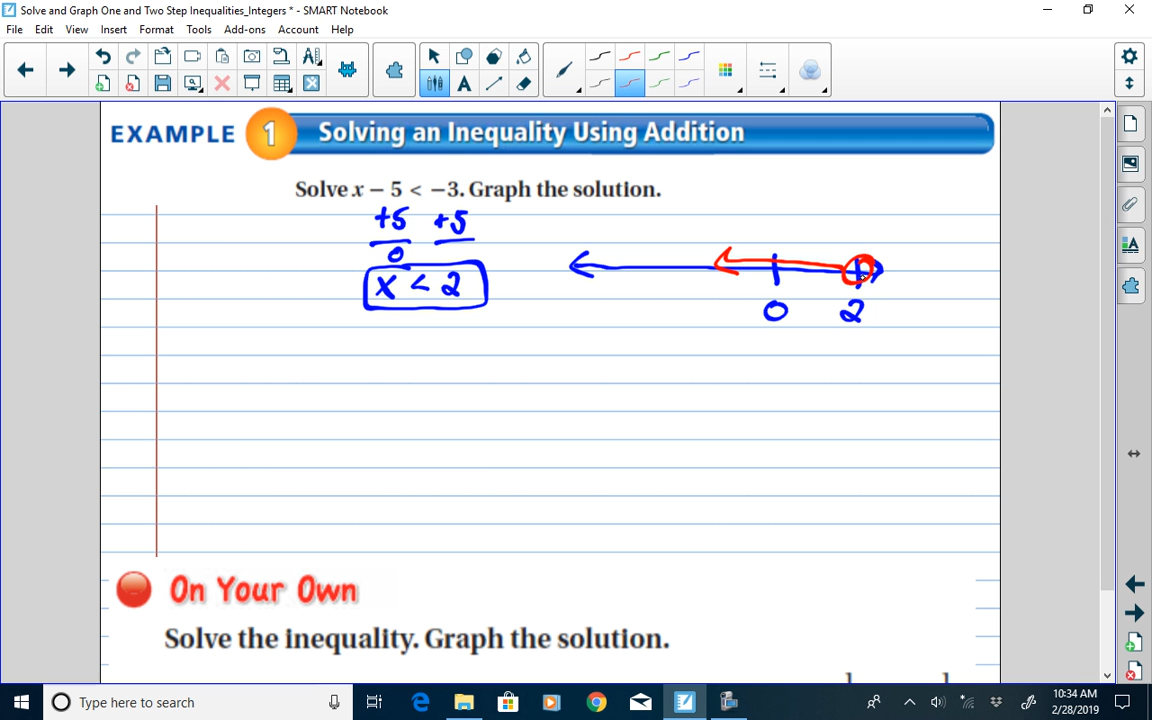 Solve and Graph One and Two Step Inequalities_Integers * - SMART Notebook
File Edit View Insert Format Tools Add-ons Account Help
EXAMPLE 1 Solving an Inequality Using Addition
Solve x − 5 < −3. Graph the solution.
+5 +5
0
x < 2
0 2
On Your Own
Solve the inequality. Graph the solution.
Type here to search
10:34 AM
2/28/2019